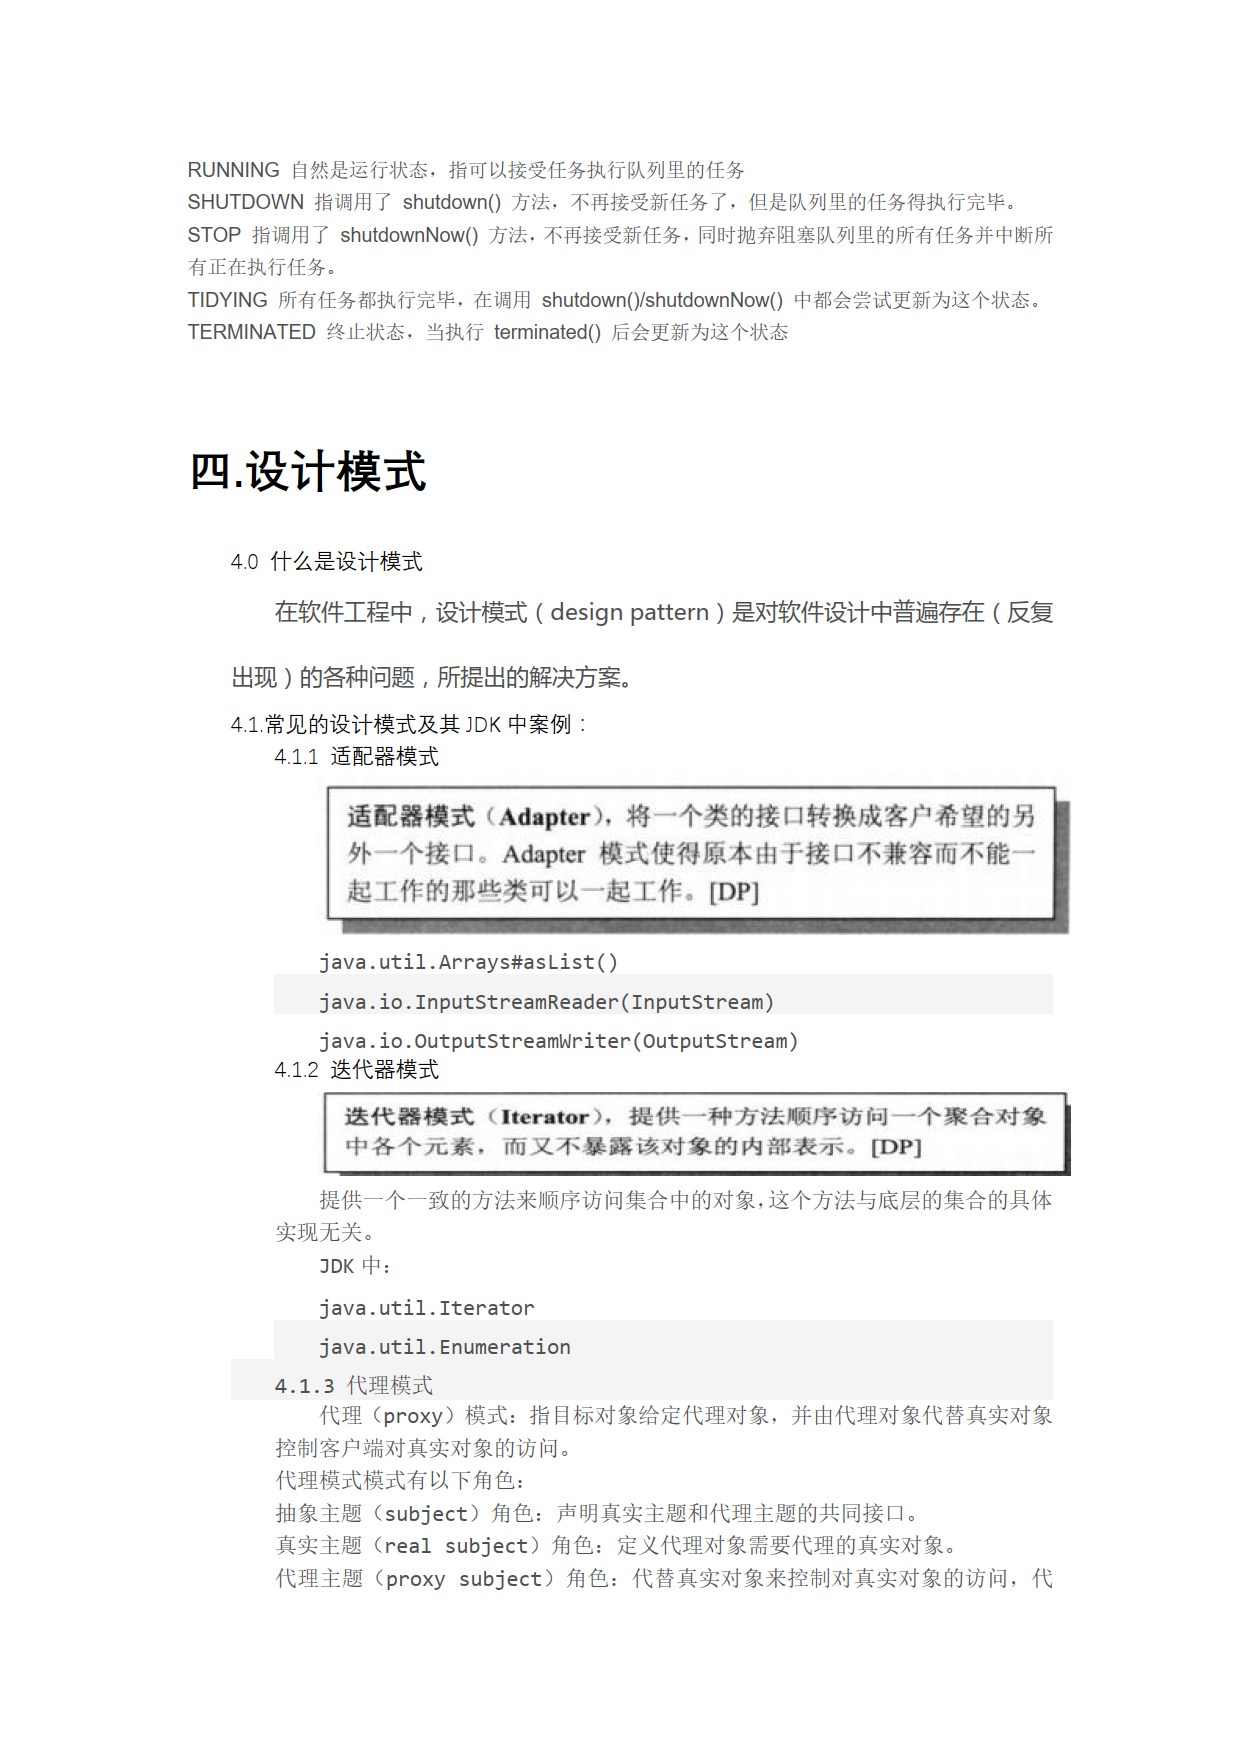 RUNNING 自然是运行状态，指可以接受任务执行队列里的任务
SHUTDOWN 指调用了 shutdown() 方法，不再接受新任务了，但是队列里的任务得执行完毕。
STOP 指调用了 shutdownNow() 方法，不再接受新任务，同时抛弃阻塞队列里的所有任务并中断所
有正在执行任务。
TIDYING 所有任务都执行完毕，在调用 shutdown()/shutdownNow() 中都会尝试更新为这个状态。
TERMINATED 终止状态，当执行 terminated() 后会更新为这个状态
四.设计模式
4.0 什么是设计模式
在软件工程中，设计模式（design pattern）是对软件设计中普遍存在（反复
出现）的各种问题，所提出的解决方案。
4.1.常见的设计模式及其 JDK 中案例：
4.1.1 适配器模式
适配器模式（Adapter），将一个类的接口转换成客户希望的另
外一个接口。Adapter 模式使得原本由于接口不兼容而不能一
起工作的那些类可以一起工作。[DP]
java.util.Arrays#asList()
java.io.InputStreamReader(InputStream)
java.io.OutputStreamWriter(OutputStream)
4.1.2 迭代器模式
迭代器模式（Iterator），提供一种方法顺序访问一个聚合对象
中各个元素，而又不暴露该对象的内部表示。[DP]
提供一个一致的方法来顺序访问集合中的对象，这个方法与底层的集合的具体
实现无关。
JDK 中：
java.util.Iterator
java.util.Enumeration
4.1.3 代理模式
代理（proxy）模式：指目标对象给定代理对象，并由代理对象代替真实对象
控制客户端对真实对象的访问。
代理模式模式有以下角色：
抽象主题（subject）角色：声明真实主题和代理主题的共同接口。
真实主题（real subject）角色：定义代理对象需要代理的真实对象。
代理主题（proxy subject）角色：代替真实对象来控制对真实对象的访问，代